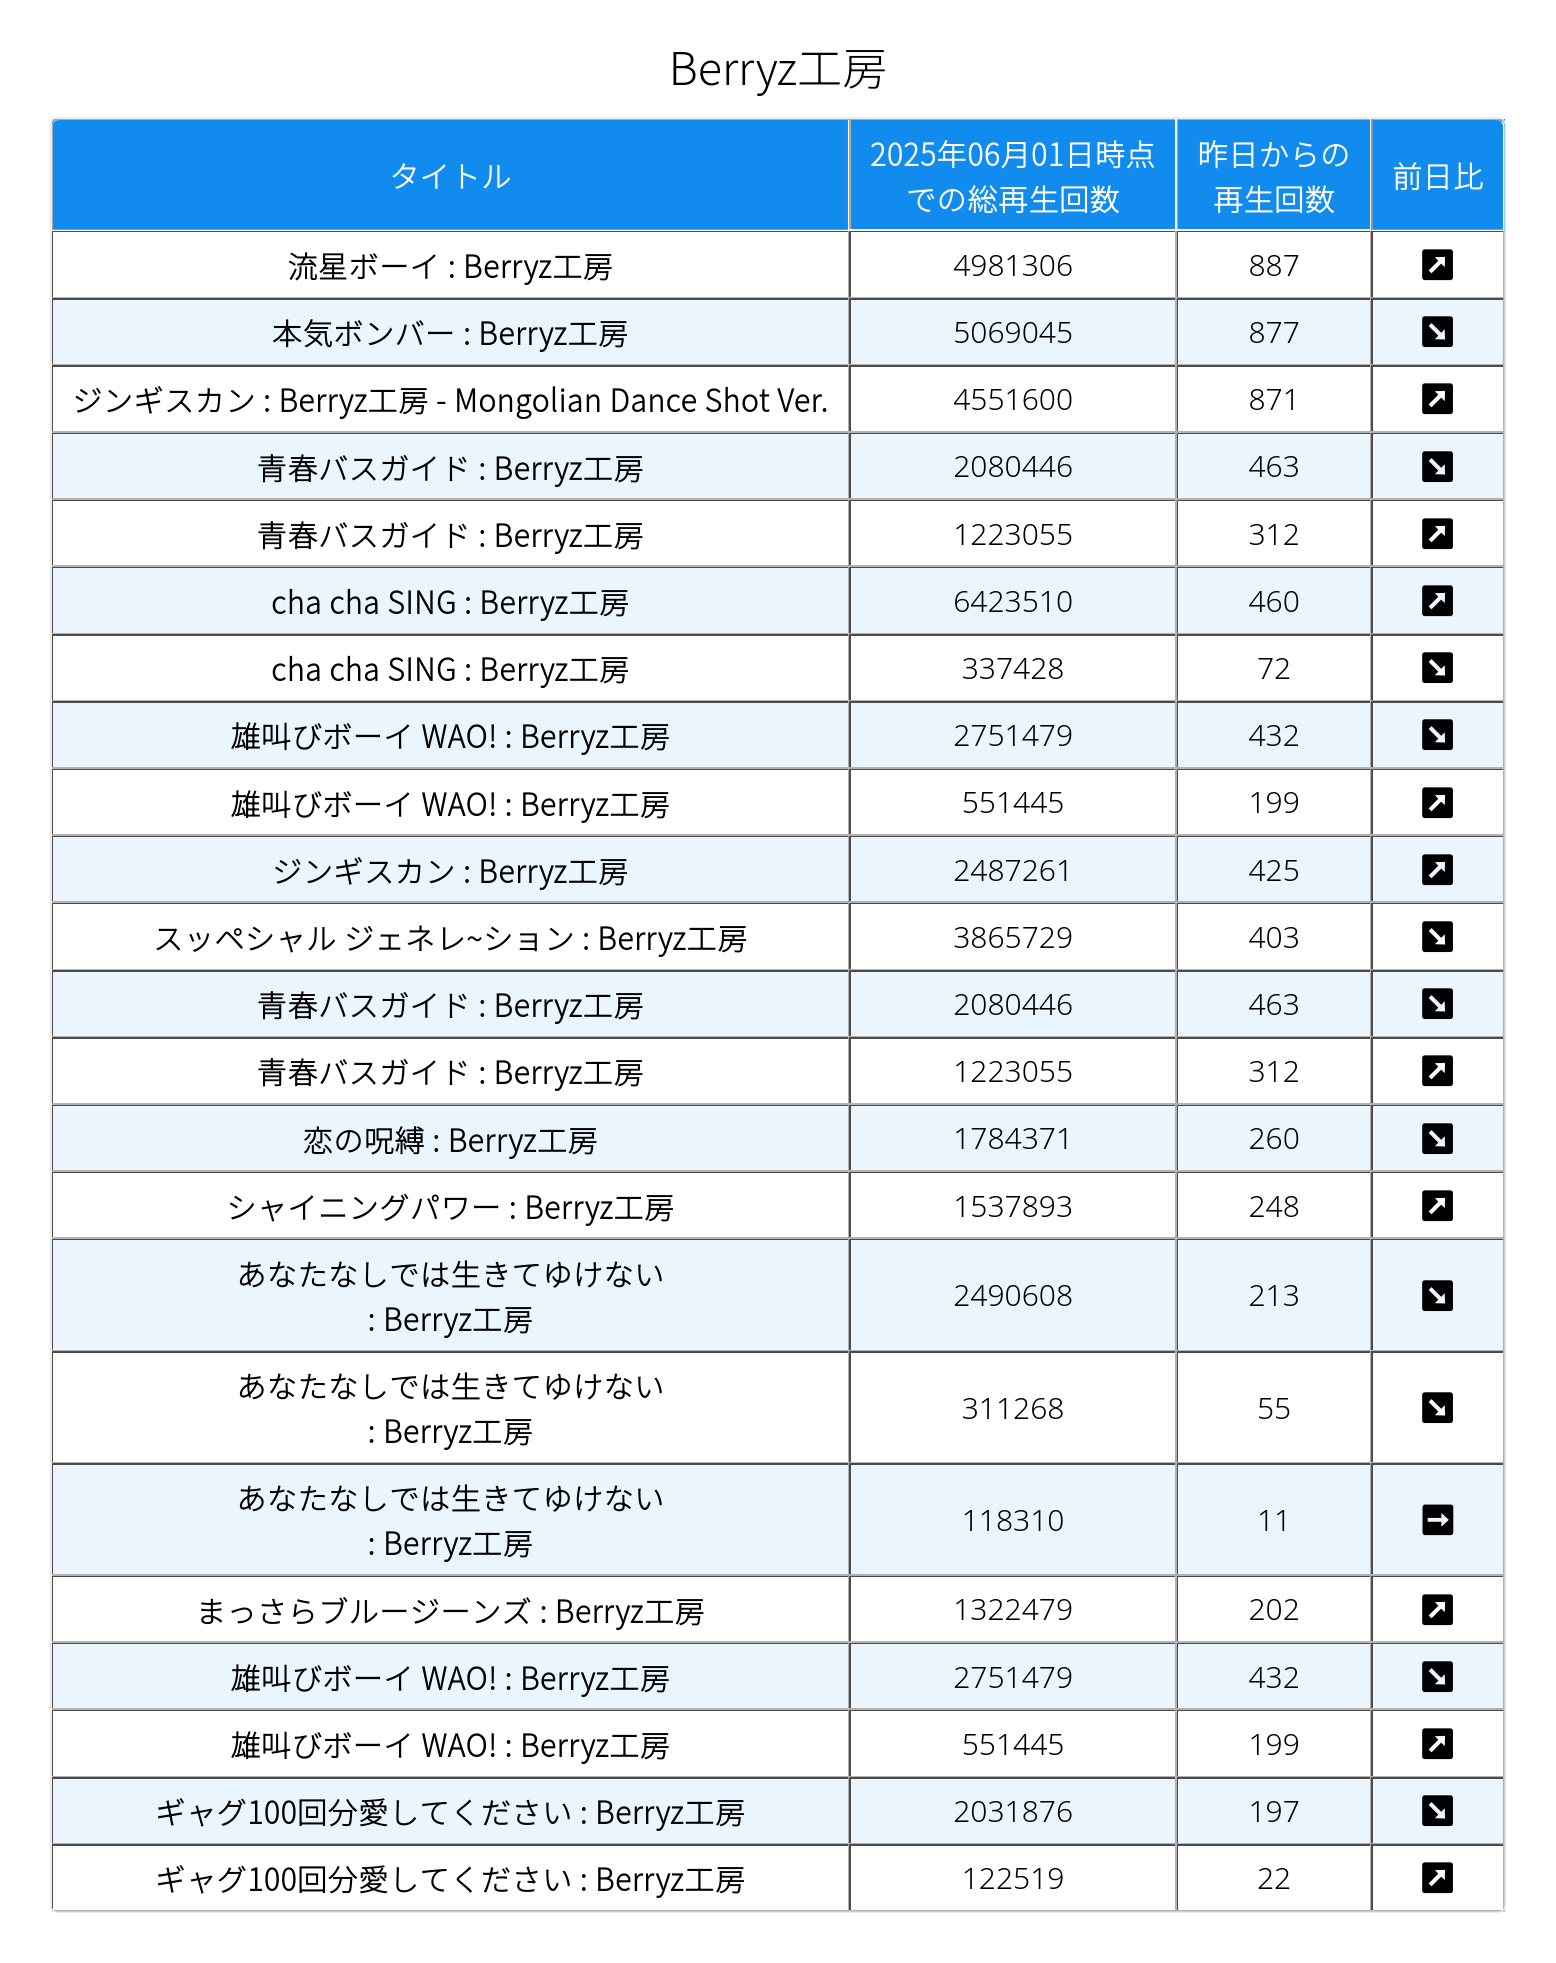 Berryz工房
タイトル 2025年06月01日時点 昨日からの 前日比
での総再生回数 再生回数
流星ボーイ : Berryz工房 4981306 887 ↗
本気ボンバー : Berryz工房 5069045 877 ↘
ジンギスカン : Berryz工房 - Mongolian Dance Shot Ver. 4551600 871 ↗
青春バスガイド : Berryz工房 2080446 463 ↘
青春バスガイド : Berryz工房 1223055 312 ↗
cha cha SING : Berryz工房 6423510 460 ↗
cha cha SING : Berryz工房 337428 72 ↘
雄叫びボーイ WAO! : Berryz工房 2751479 432 ↘
雄叫びボーイ WAO! : Berryz工房 551445 199 ↗
ジンギスカン : Berryz工房 2487261 425 ↗
スッペシャル ジェネレ~ション : Berryz工房 3865729 403 ↘
青春バスガイド : Berryz工房 2080446 463 ↘
青春バスガイド : Berryz工房 1223055 312 ↗
恋の呪縛 : Berryz工房 1784371 260 ↘
シャイニングパワー : Berryz工房 1537893 248 ↗
あなたなしでは生きてゆけない
: Berryz工房 2490608 213 ↘
あなたなしでは生きてゆけない
: Berryz工房 311268 55 ↘
あなたなしでは生きてゆけない
: Berryz工房 118310 11 →
まっさらブルージーンズ : Berryz工房 1322479 202 ↗
雄叫びボーイ WAO! : Berryz工房 2751479 432 ↘
雄叫びボーイ WAO! : Berryz工房 551445 199 ↗
ギャグ100回分愛してください : Berryz工房 2031876 197 ↘
ギャグ100回分愛してください : Berryz工房 122519 22 ↗